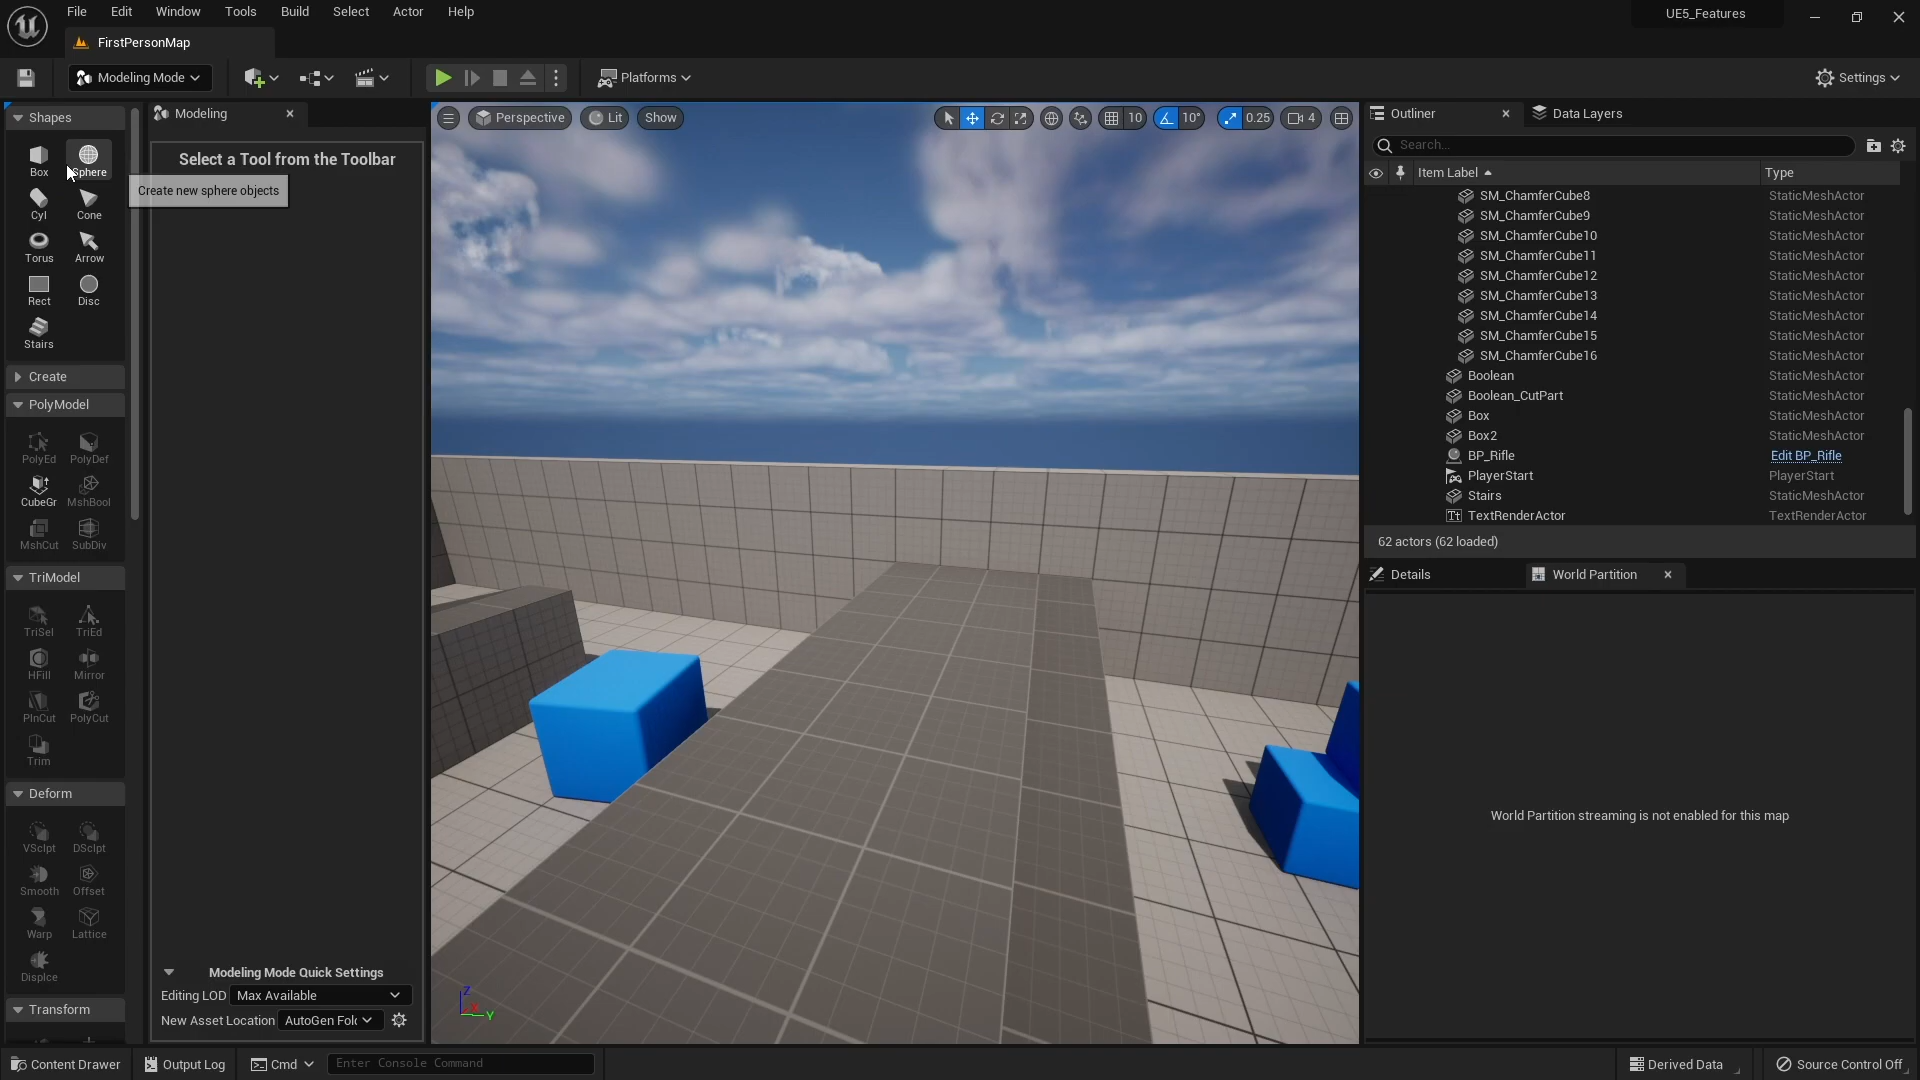 File Edit View Window Tools Build Select Actor Help
UE5_Features
FirstPersonMap
Modeling Mode
Platforms
Settings
Shapes
Box
Sphere
Create new sphere objects
Cyl
Cone
Torus
Arrow
Rect
Disc
Stairs
Create
PolyModel
PolyEd
PolyDef
CubeGr
MshBool
MshCut
SubDiv
TriModel
TriSel
TriEd
HFill
Mirror
PlnCut
PolyCut
Trim
Deform
VSclpt
DSclpt
Smooth
Offset
Warp
Lattice
Displce
Transform
Modeling
Select a Tool from the Toolbar
Modeling Mode Quick Settings
Editing LOD Max Available
New Asset Location AutoGen Fol
Perspective Lit Show
10 10° 0.25 4
Z
Y
Outliner
Data Layers
Search...
Item Label Type
SM_ChamferCube8 StaticMeshActor
SM_ChamferCube9 StaticMeshActor
SM_ChamferCube10 StaticMeshActor
SM_ChamferCube11 StaticMeshActor
SM_ChamferCube12 StaticMeshActor
SM_ChamferCube13 StaticMeshActor
SM_ChamferCube14 StaticMeshActor
SM_ChamferCube15 StaticMeshActor
SM_ChamferCube16 StaticMeshActor
Boolean StaticMeshActor
Boolean_CutPart StaticMeshActor
Box StaticMeshActor
Box2 StaticMeshActor
BP_Rifle Edit BP_Rifle
PlayerStart PlayerStart
Stairs StaticMeshActor
TextRenderActor TextRenderActor
62 actors (62 loaded)
Details
World Partition
World Partition streaming is not enabled for this map
Content Drawer
Output Log
Cmd
Enter Console Command
Derived Data
Source Control Off